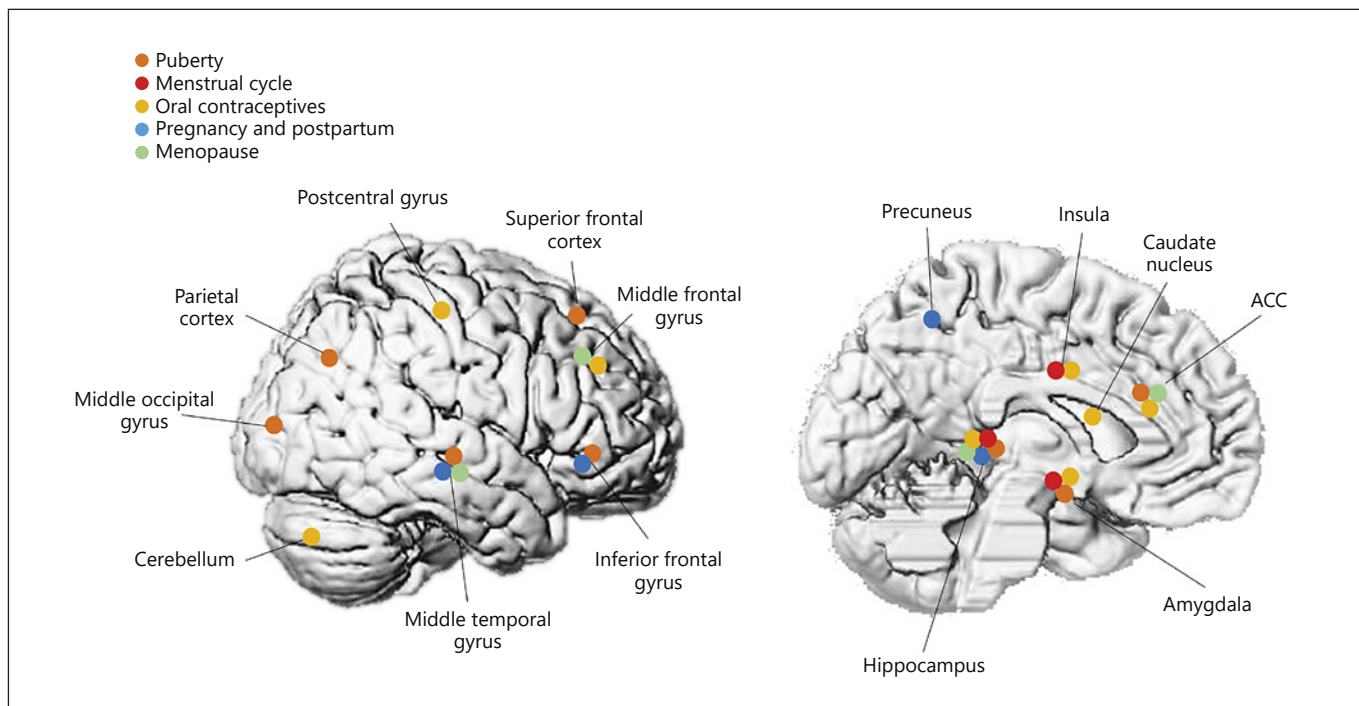 Puberty
Menstrual cycle
Oral contraceptives
Pregnancy and postpartum
Menopause
Postcentral gyrus
Superior frontal
cortex
Middle frontal
gyrus
Parietal
cortex
Middle occipital
gyrus
Cerebellum
Inferior frontal
gyrus
Middle temporal
gyrus
Precuneus
Insula
Caudate
nucleus
ACC
Amygdala
Hippocampus